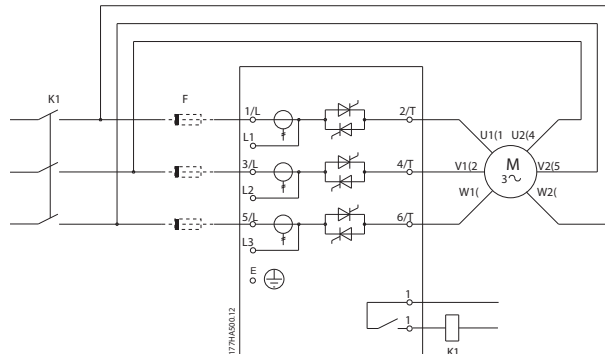 K1
F
1/L
2/T
L1
U1(1
U2(4
3/L
4/T
V1(2
M
3
V2(5
L2
W1(
W2(
5/L
6/T
L3
E
1
1
K1
177HA500.12